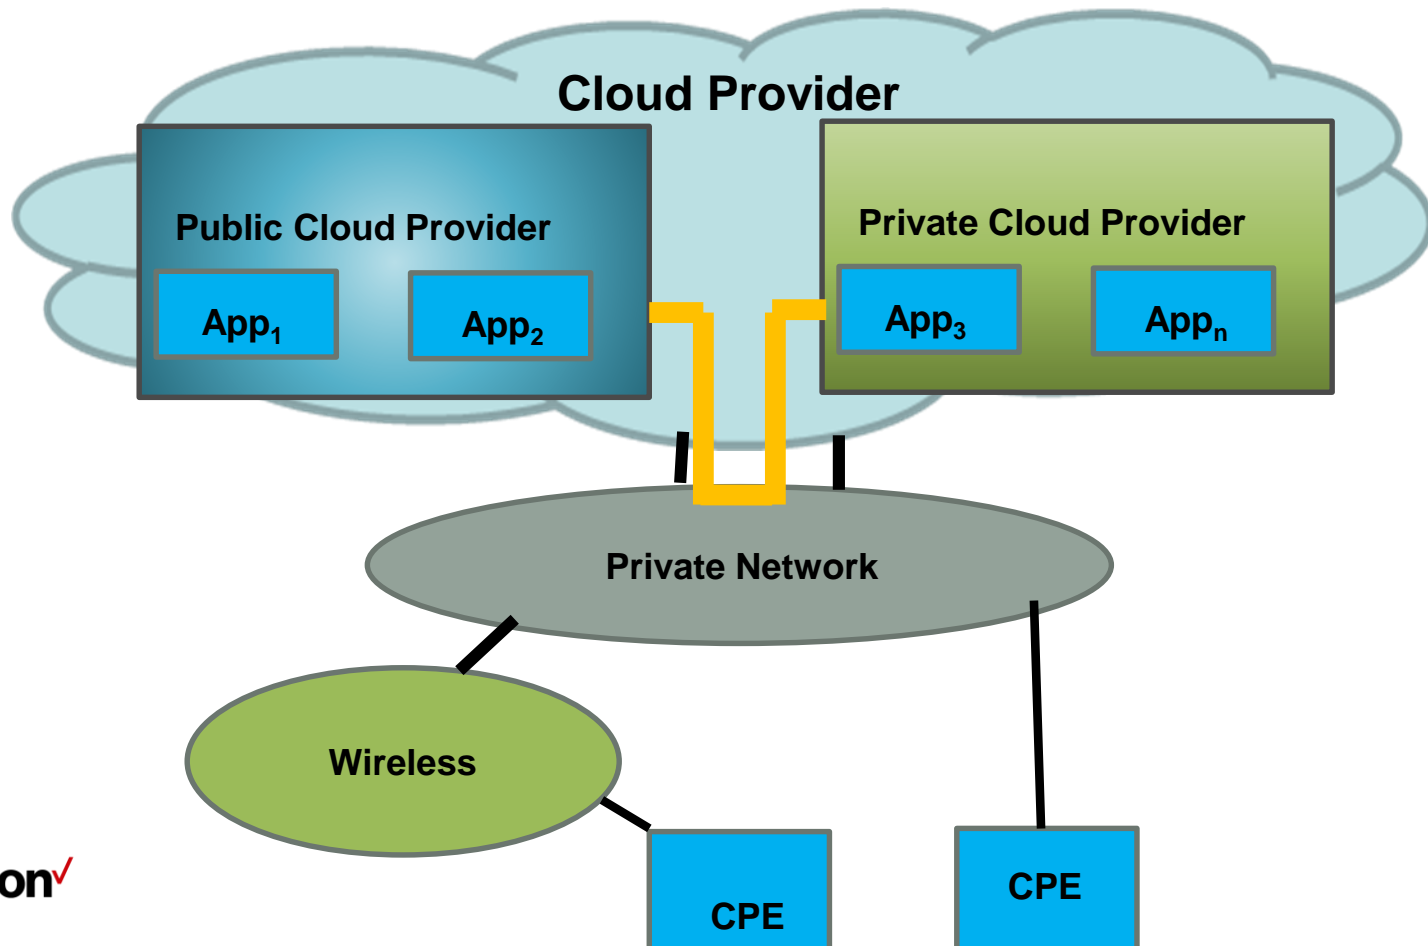 Cloud Provider
Public Cloud Provider
Private Cloud Provider
App1
App2
App3
Appn
Private Network
Wireless
CPE
CPE
on✓